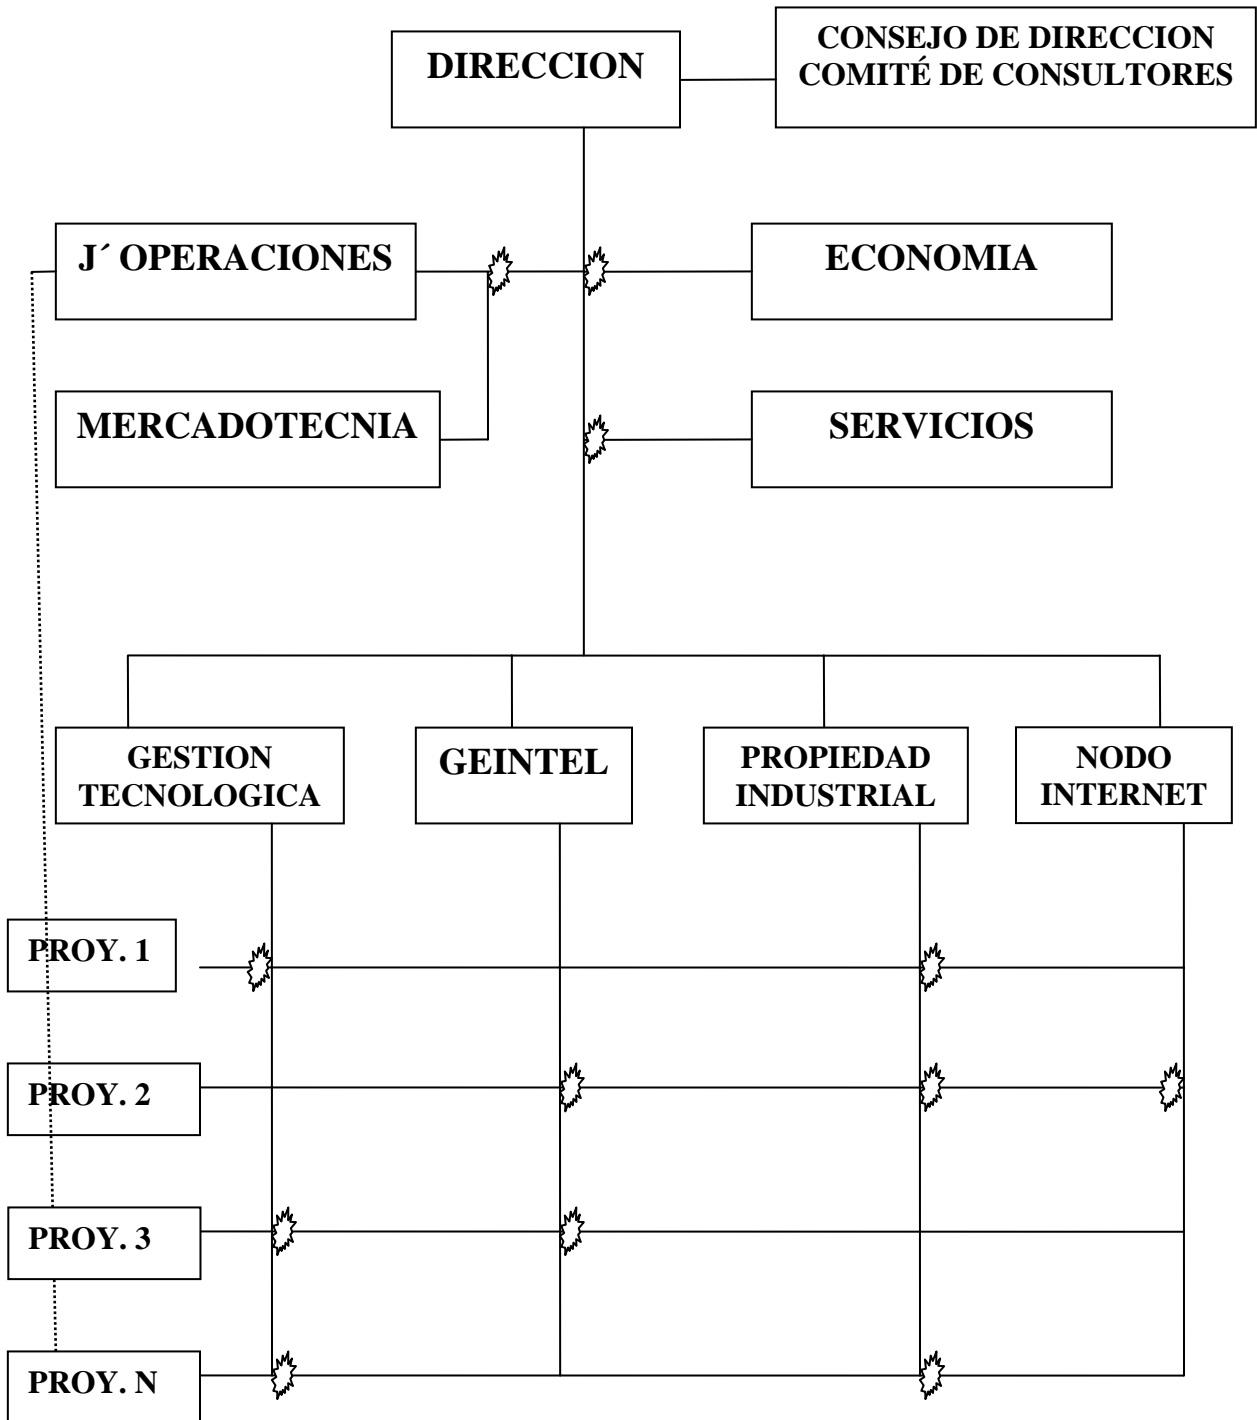 DIRECCION
CONSEJO DE DIRECCION
COMITÉ DE CONSULTORES
J´ OPERACIONES
ECONOMIA
MERCADOTECNIA
SERVICIOS
GESTION
TECNOLOGICA
GEINTEL
PROPIEDAD
INDUSTRIAL
NODO
INTERNET
PROY. 1
PROY. 2
PROY. 3
PROY. N